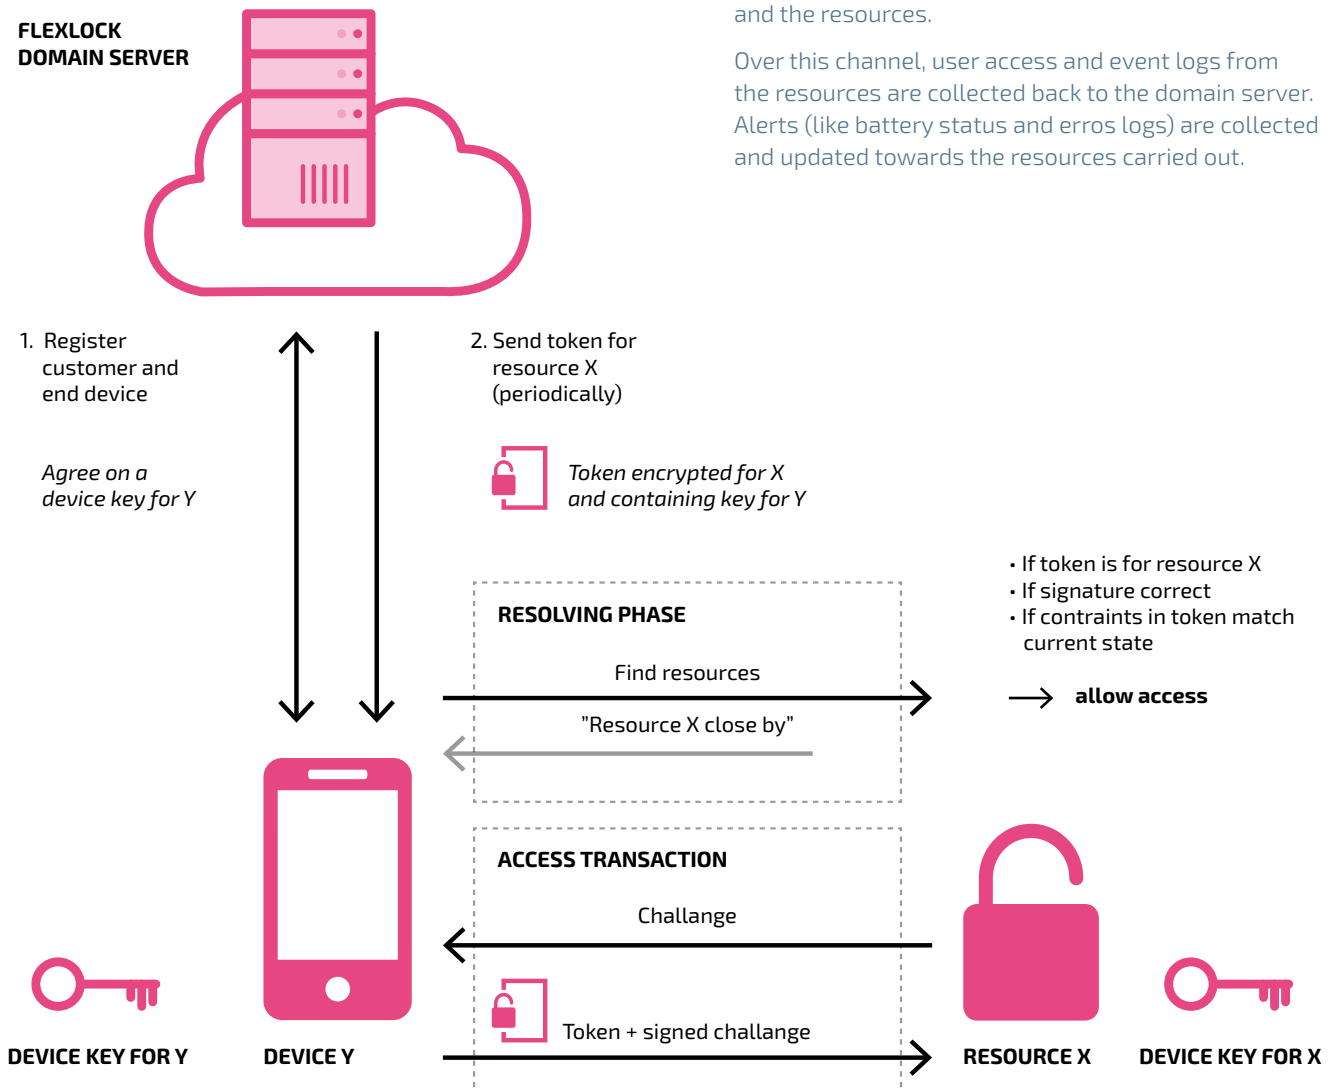 FLEXLOCK
DOMAIN SERVER
and the resources.
Over this channel, user access and event logs from
the resources are collected back to the domain server.
Alerts (like battery status and erros logs) are collected
and updated towards the resources carried out.
1. Register
customer and
end device
Agree on a
device key for Y
2. Send token for
resource X
(periodically)
Token encrypted for X
and containing key for Y
• If token is for resource X
• If signature correct
• If contraints in token match
current state
allow access
RESOLVING PHASE
Find resources
”Resource X close by”
ACCESS TRANSACTION
Challange
Token + signed challange
DEVICE KEY FOR Y
DEVICE Y
RESOURCE X
DEVICE KEY FOR X